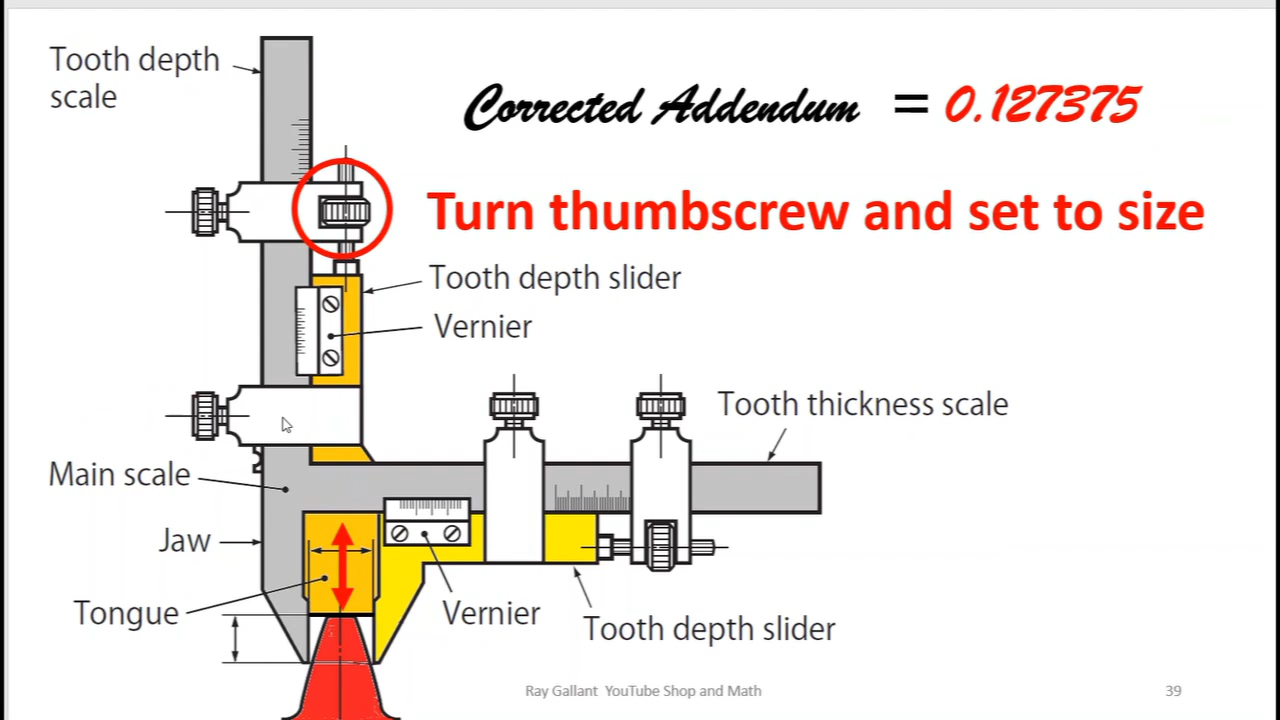 Tooth depth
scale
Corrected Addendum = 0.127375
Turn thumbscrew and set to size
Tooth depth slider
Vernier
Tooth thickness scale
Main scale
Jaw
Tongue
Vernier
Tooth depth slider
Ray Gallant YouTube Shop and Math
39